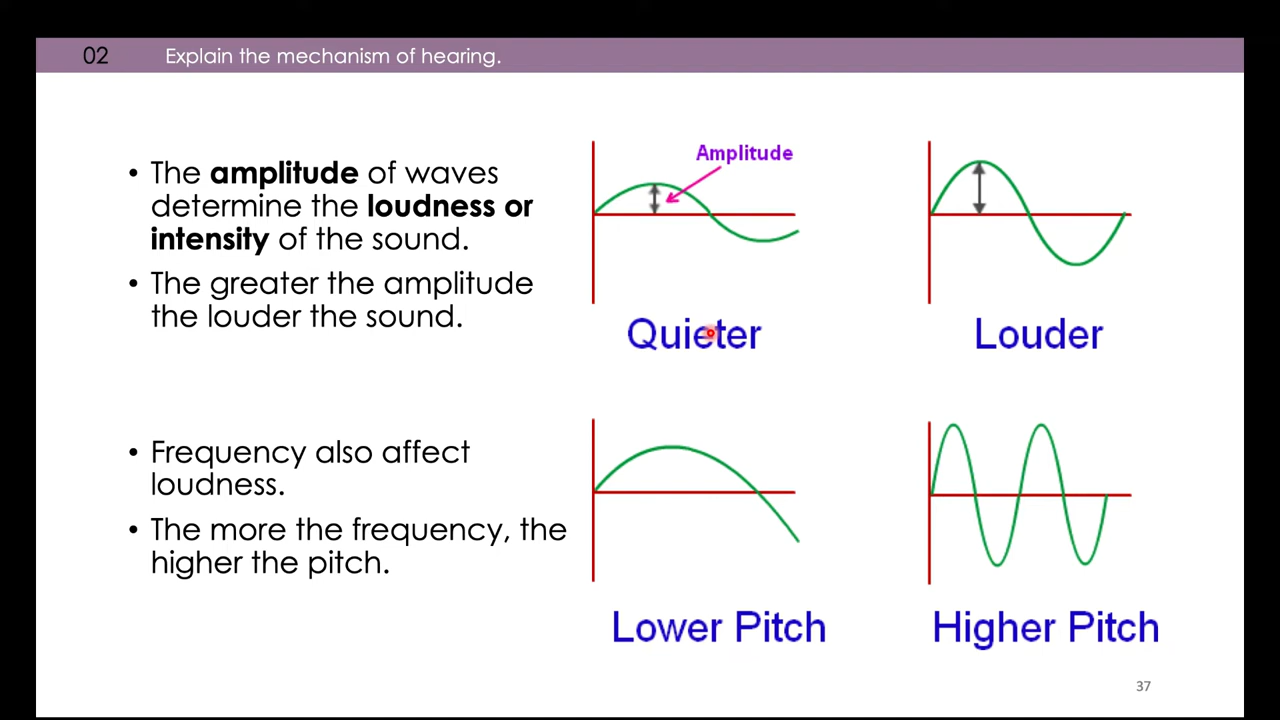 02 Explain the mechanism of hearing.
• The amplitude of waves
determine the loudness or
intensity of the sound.
• The greater the amplitude
the louder the sound.
Amplitude
Quieter
Louder
• Frequency also affect
loudness.
• The more the frequency, the
higher the pitch.
Lower Pitch
Higher Pitch
37